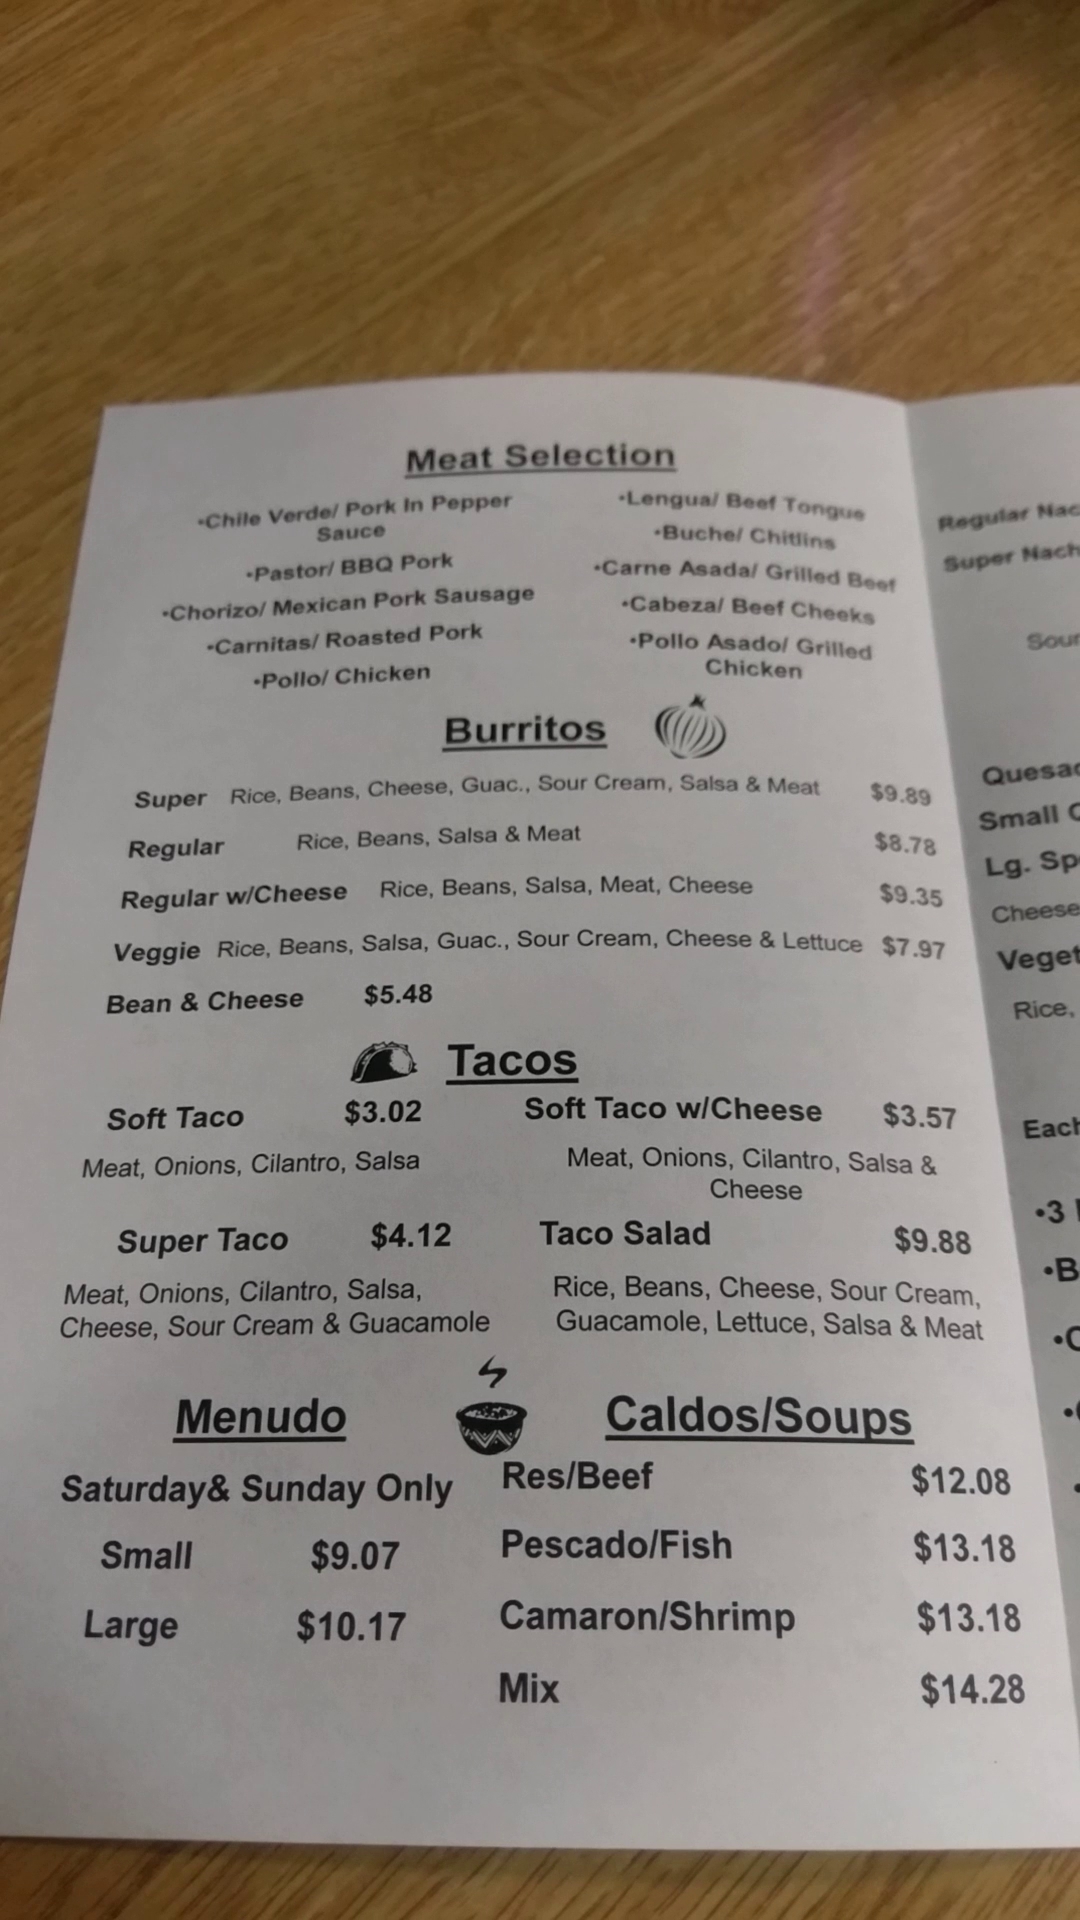 Meat Selection
•Chile Verde/ Pork In Pepper
Sauce
•Pastor/ BBQ Pork
•Chorizo/ Mexican Pork Sausage
•Carnitas/ Roasted Pork
•Pollo/ Chicken
•Lengua/ Beef Tongue
•Buche/ Chitlins
•Carne Asada/ Grilled Beef
•Cabeza/ Beef Cheeks
•Pollo Asado/ Grilled
Chicken
Burritos
Super Rice, Beans, Cheese, Guac., Sour Cream, Salsa & Meat $9.89
Regular Rice, Beans, Salsa & Meat $8.78
Regular w/Cheese Rice, Beans, Salsa, Meat, Cheese $9.35
Veggie Rice, Beans, Salsa, Guac., Sour Cream, Cheese & Lettuce $7.97
Bean & Cheese $5.48
Tacos
Soft Taco $3.02
Meat, Onions, Cilantro, Salsa
Soft Taco w/Cheese $3.57
Meat, Onions, Cilantro, Salsa &
Cheese
Super Taco $4.12
Meat, Onions, Cilantro, Salsa,
Cheese, Sour Cream & Guacamole
Taco Salad $9.88
Rice, Beans, Cheese, Sour Cream,
Guacamole, Lettuce, Salsa & Meat
Menudo
Saturday& Sunday Only
Small $9.07
Large $10.17
Caldos/Soups
Res/Beef $12.08
Pescado/Fish $13.18
Camaron/Shrimp $13.18
Mix $14.28
Regular Nac
Super Nach
Sour
Quesad
Small
Lg. Sp
Cheese
Veget
Rice,
Each
•3
•B